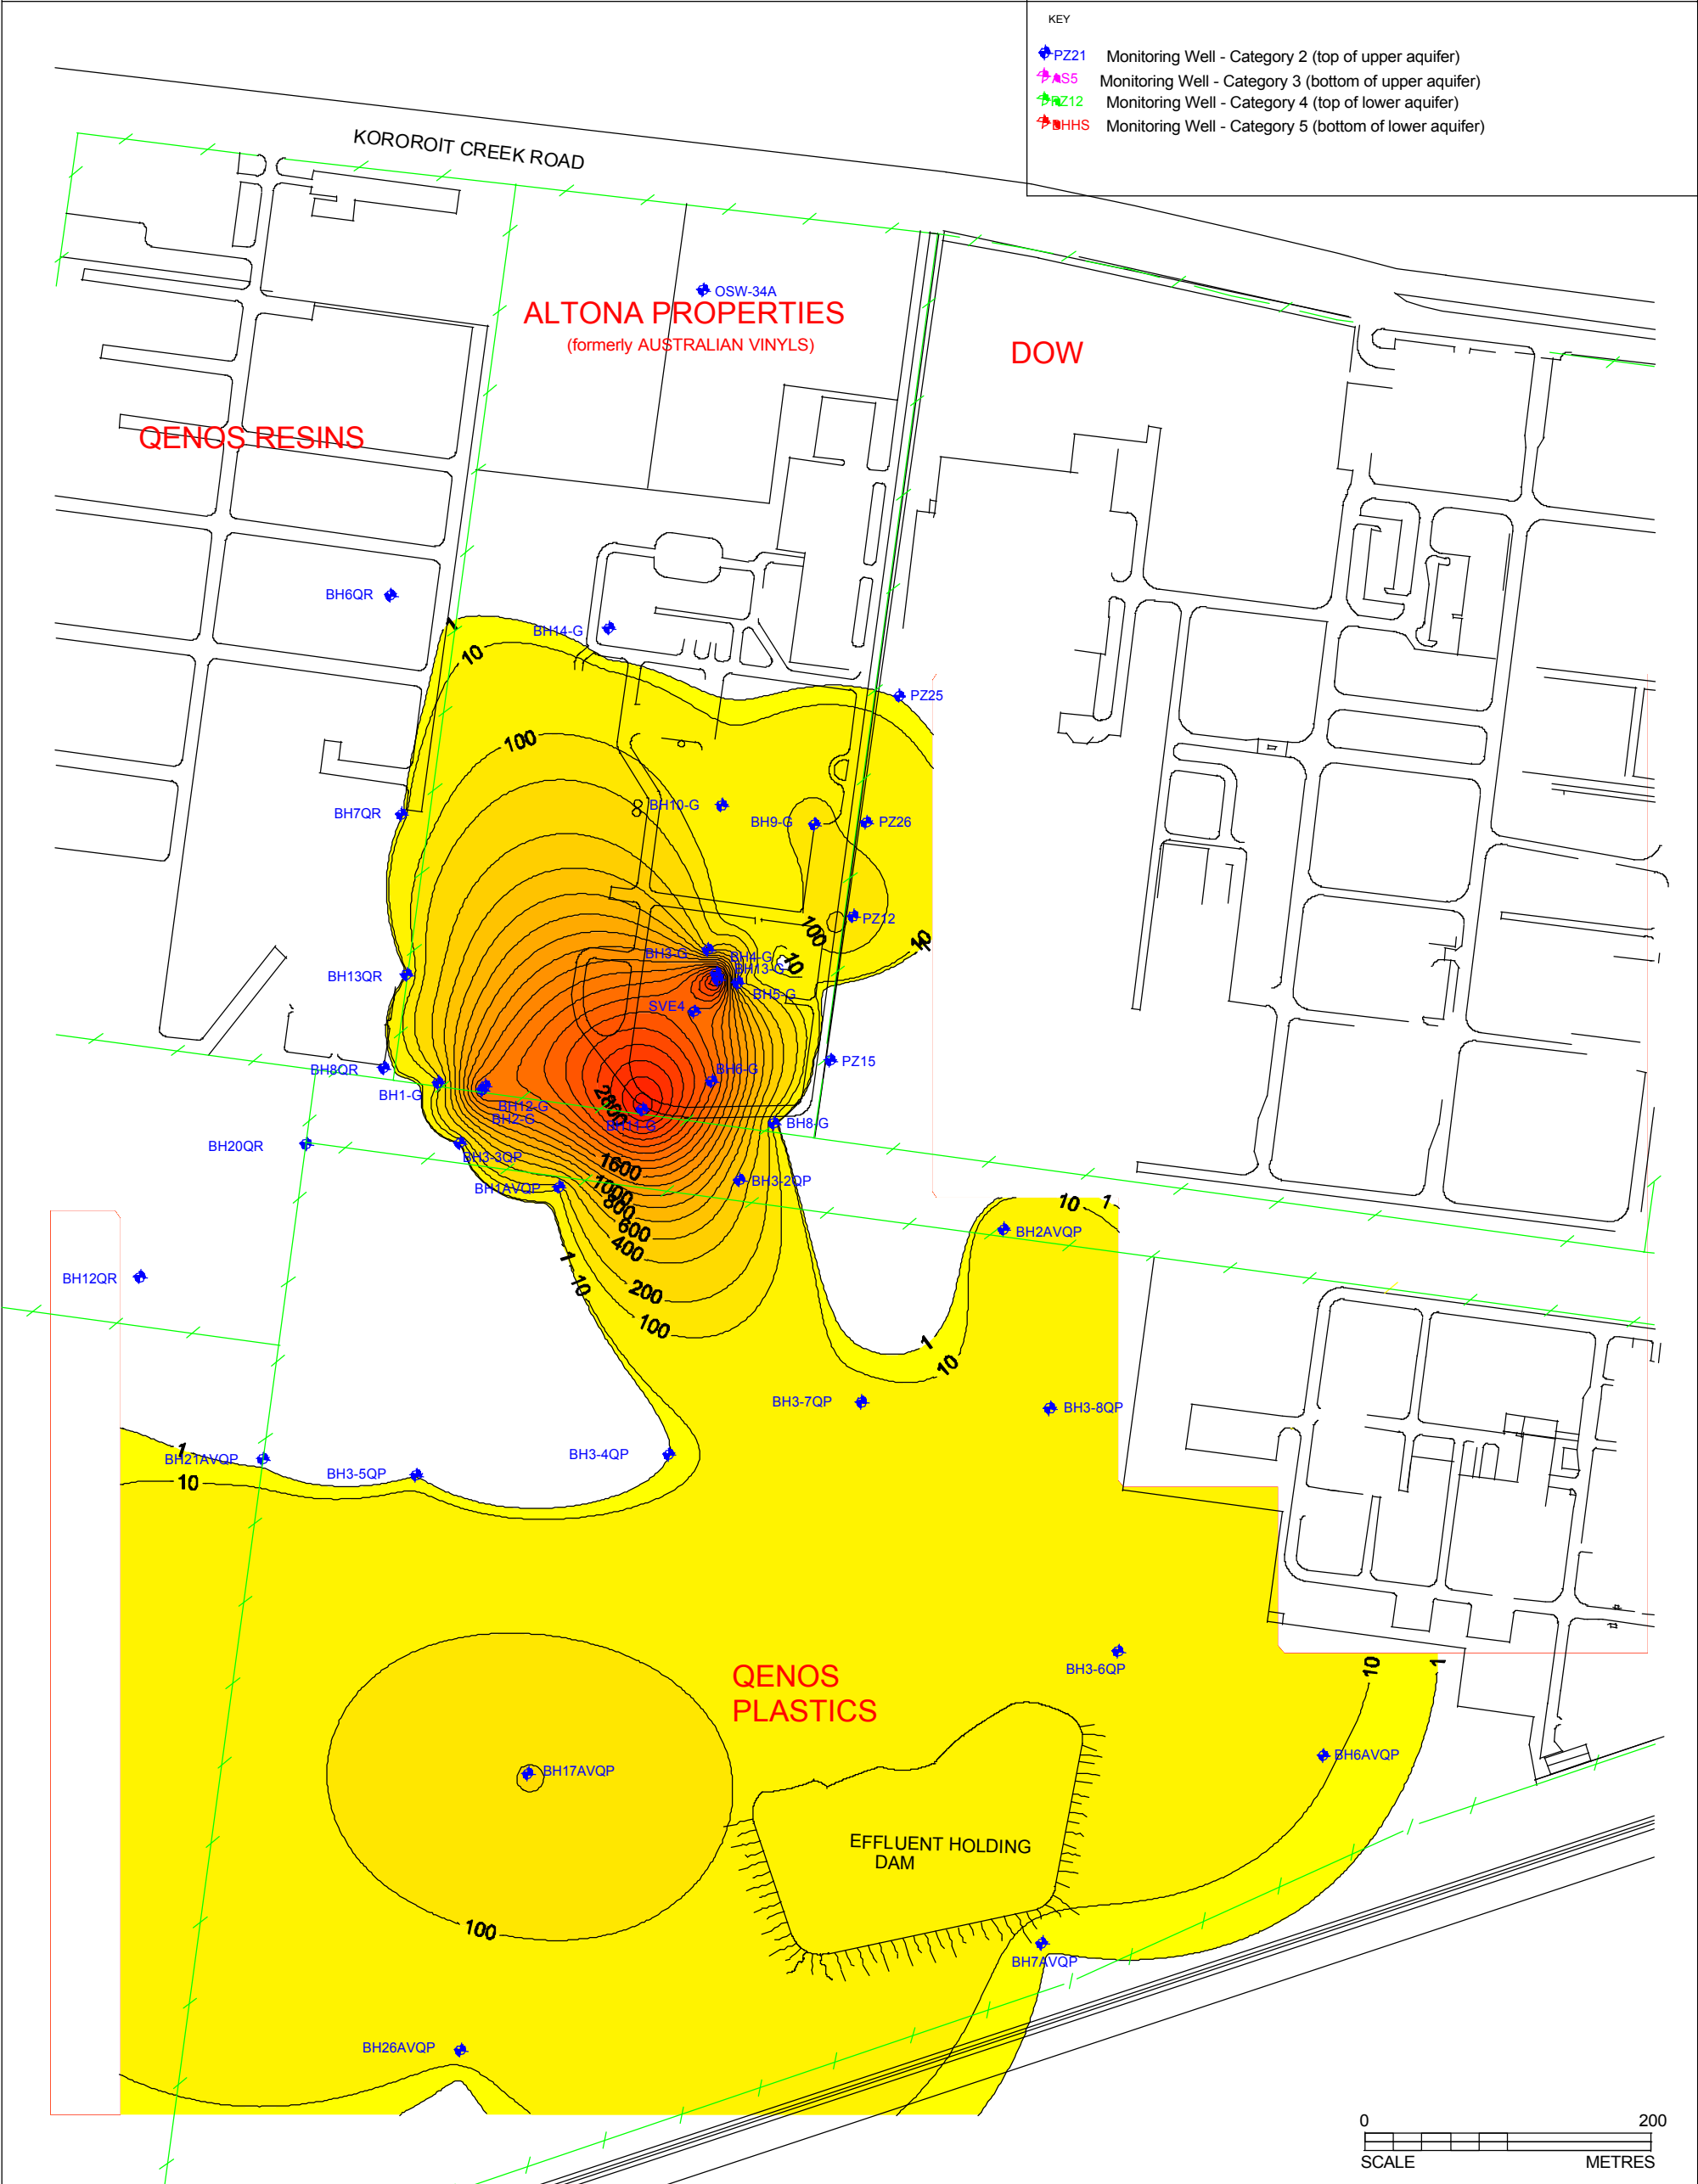 KEY
PZ21 Monitoring Well - Category 2 (top of upper aquifer)
AS5 Monitoring Well - Category 3 (bottom of upper aquifer)
PZ12 Monitoring Well - Category 4 (top of lower aquifer)
BHHS Monitoring Well - Category 5 (bottom of lower aquifer)
KOROROIT CREEK ROAD
OSW-34A
ALTONA PROPERTIES
(formerly AUSTRALIAN VINYLS)
DOW
QENOS RESINS
BH6QR
1
BH14-G
10
PZ25
100
BH7QR
BH10-G
BH9-G
PZ26
PZ12
100
10
BH3-G
BH4-G
10
BH13-G
BH13QR
BH5-G
SVE4
PZ15
BH8QR
BH6-G
BH1-G
2800
BH12-G
BH2-G
BH11-G
BH8-G
BH20QR
BH3-3QP
1600
BH1AVQP
1000
BH3-2QP
800
600
400
10
1
BH2AVQP
1
10
BH12QR
200
100
1
10
BH3-7QP
BH3-8QP
1
BH21AVQP
BH3-5QP
BH3-4QP
10
QENOS
PLASTICS
BH3-6QP
10
1
BH6AVQP
BH17AVQP
EFFLUENT HOLDING
DAM
100
BH7AVQP
BH26AVQP
0 200
SCALE METRES